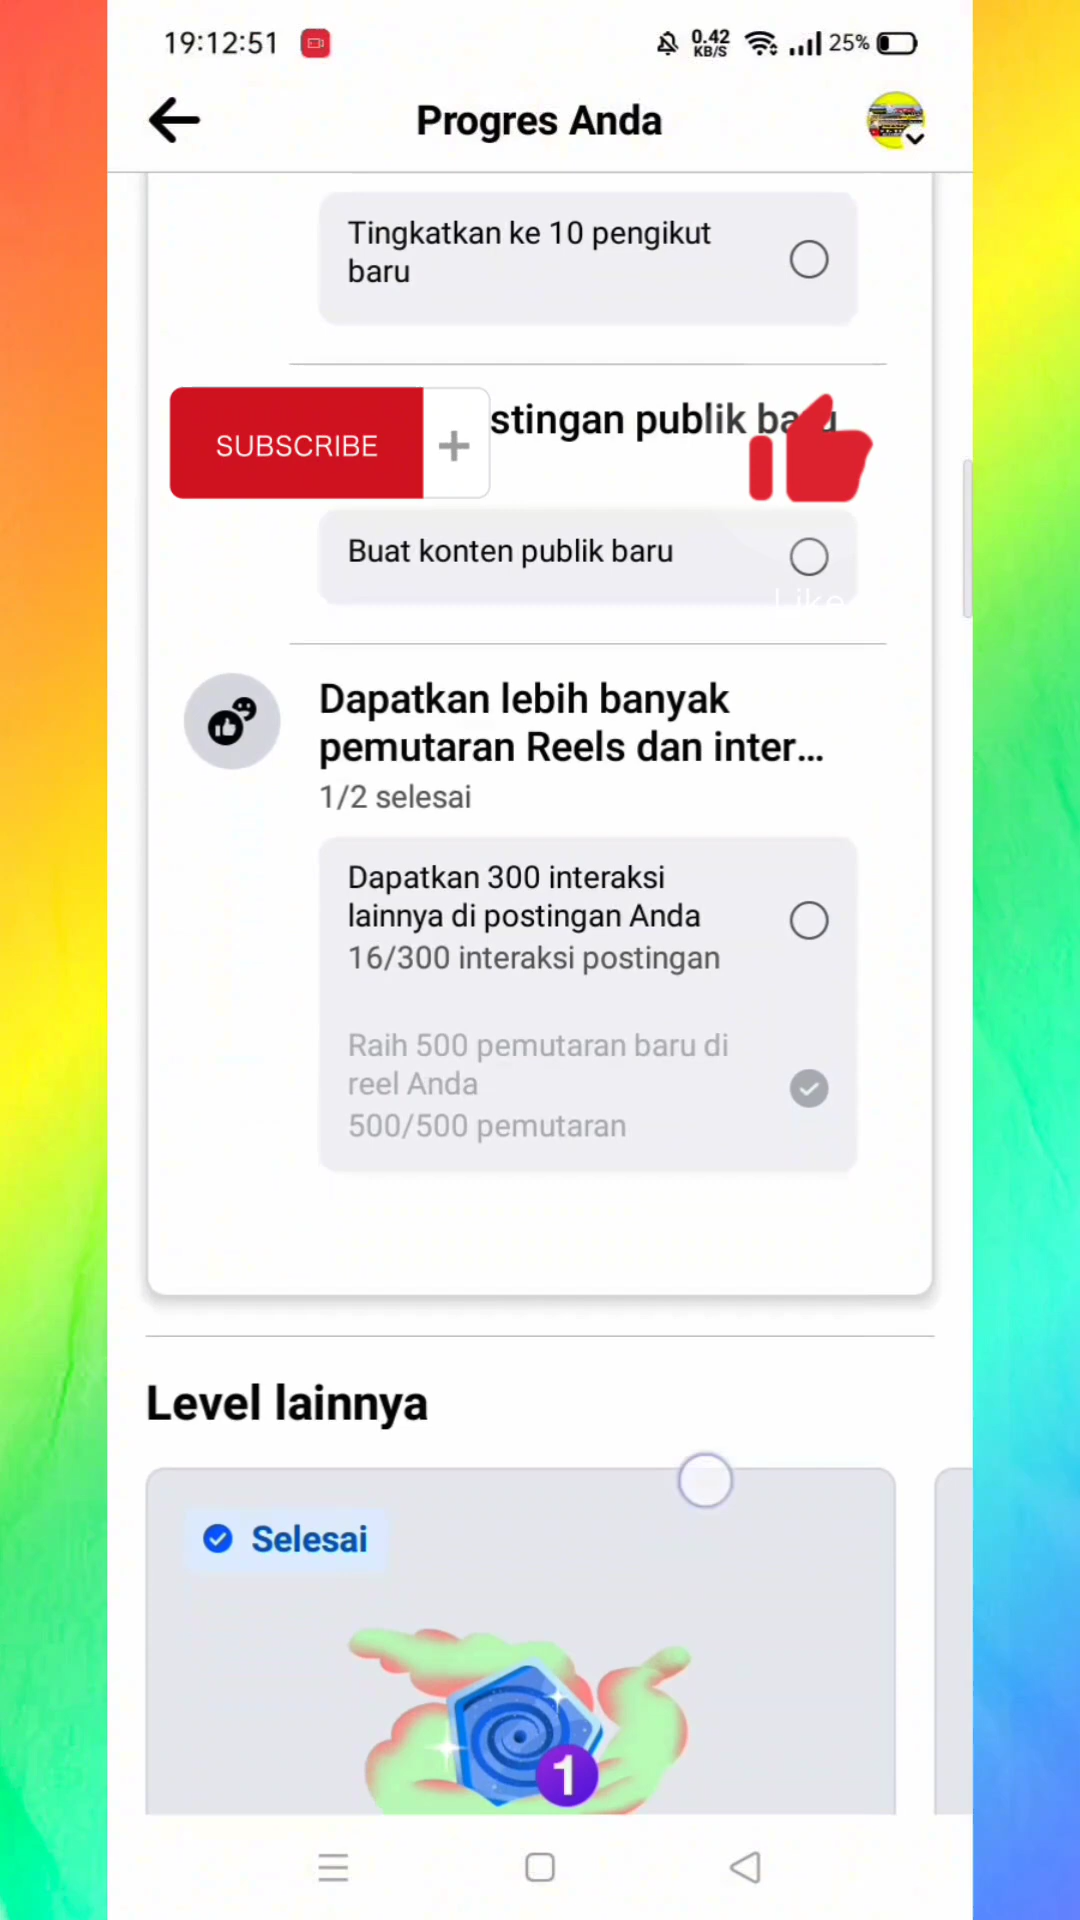 19:12:51
0.42
KB/S
25%
Progres Anda
Tingkatkan ke 10 pengikut
baru
SUBSCRIBE +
stingan publik baru
Buat konten publik baru
Like
Dapatkan lebih banyak
pemutaran Reels dan inter...
1/2 selesai
Dapatkan 300 interaksi
lainnya di postingan Anda
16/300 interaksi postingan
Raih 500 pemutaran baru di
reel Anda
500/500 pemutaran
Level lainnya
Selesai
1